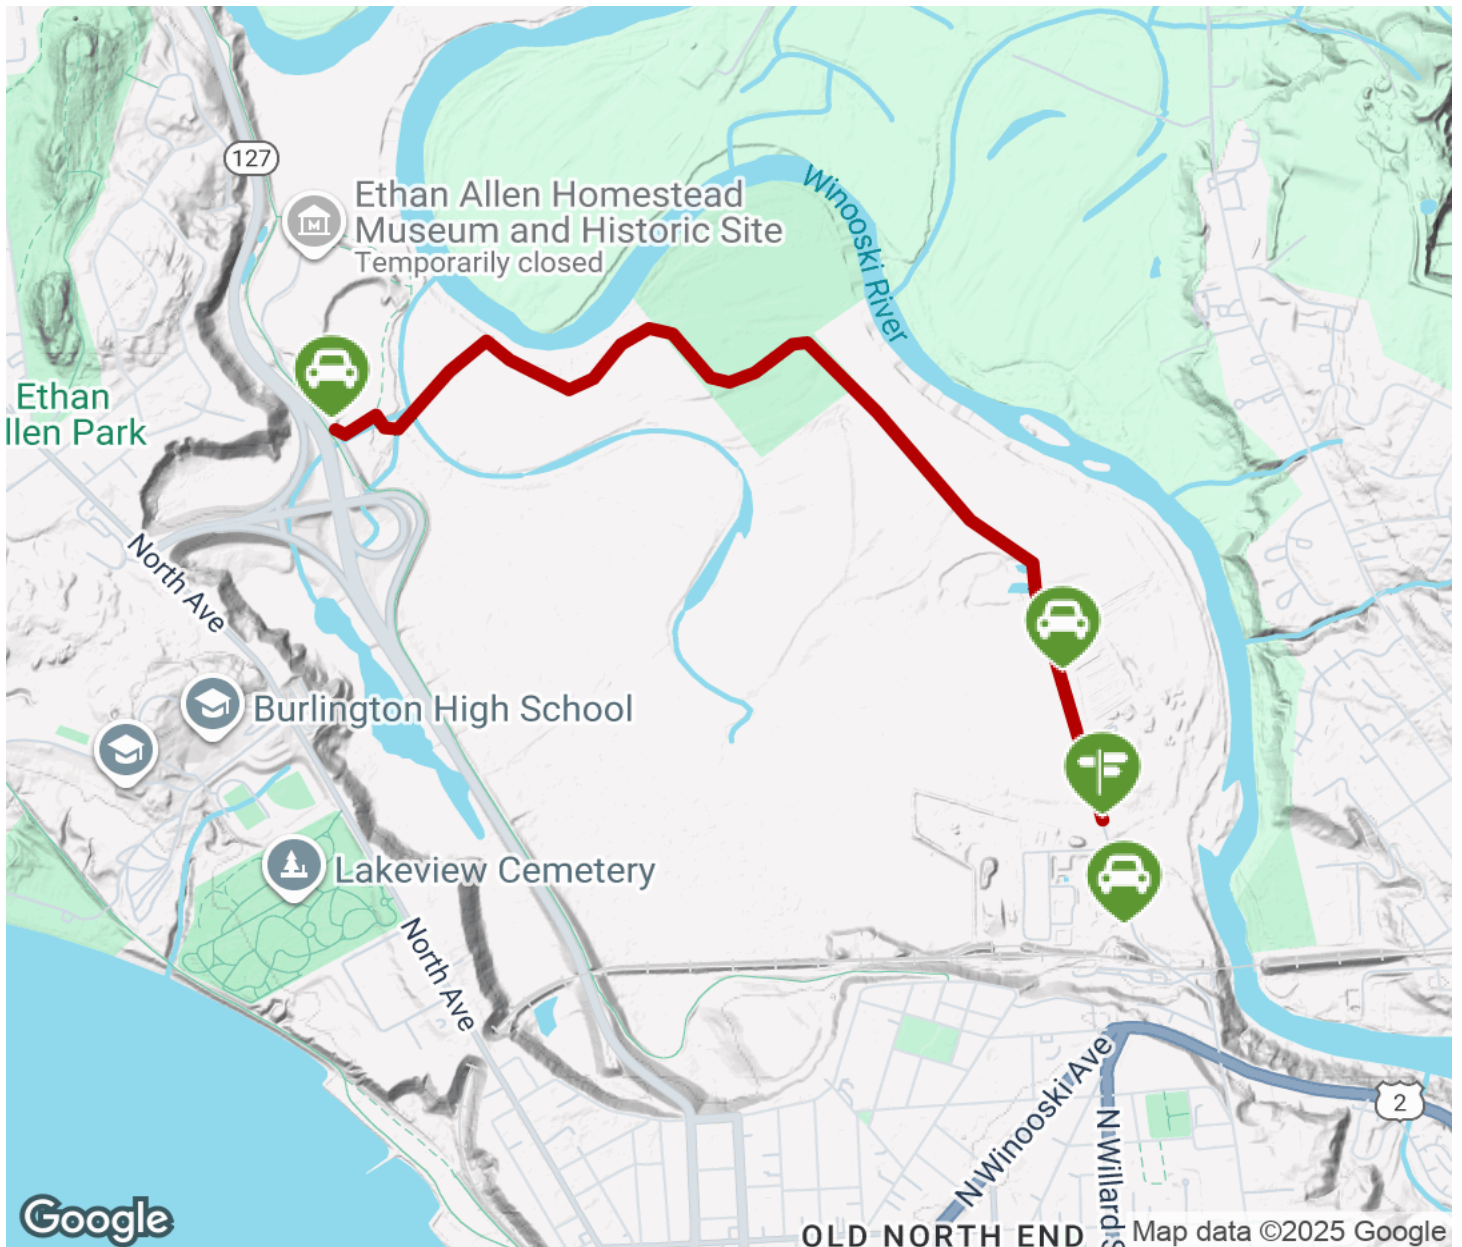 127
Ethan Allen Homestead
Museum and Historic Site
Temporarily closed
Winooski River
Ethan
llen Park
North Ave
Burlington High School
Lakeview Cemetery
North Ave
N Winooski Ave
2
N Willard S
OLD NORTH END
Google
Map data ©2025 Google